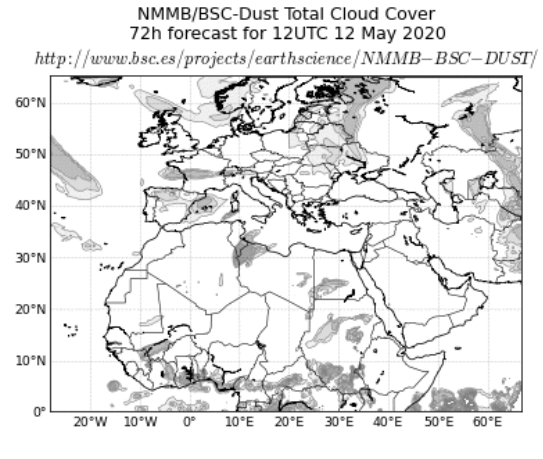 NMMB/BSC-Dust Total Cloud Cover
72h forecast for 12UTC 12 May 2020
http://www.bsc.es/projects/earthscience/NMMB−BSC−DUST/
60°N
50°N
40°N
30°N
20°N
10°N
0°
20°W
10°W
0°
10°E
20°E
30°E
40°E
50°E
60°E